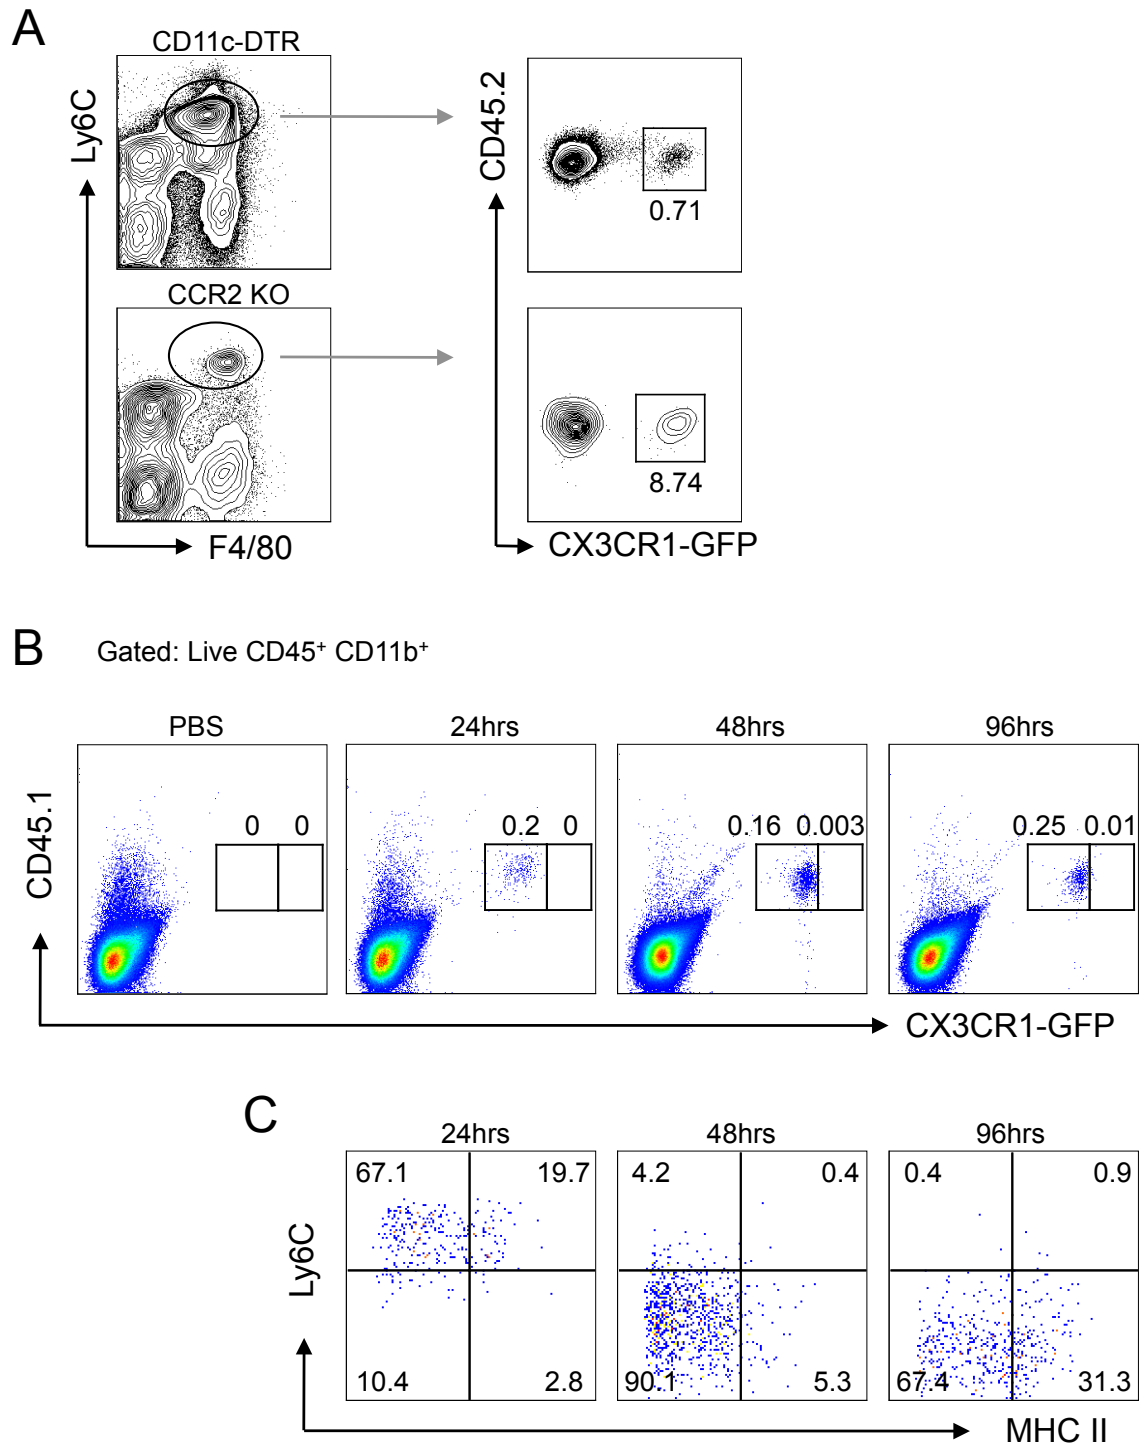 A
CD11c-DTR
Ly6C
CD45.2
0.71
CCR2 KO
8.74
F4/80
CX3CR1-GFP
B
Gated: Live CD45⁺ CD11b⁺
PBS
24hrs
48hrs
96hrs
CD45.1
0 0
0.2 0
0.16 0.003
0.25 0.01
CX3CR1-GFP
C
24hrs
48hrs
96hrs
Ly6C
67.1 19.7
4.2 0.4
0.4 0.9
10.4 2.8
90.1 5.3
67.4 31.3
MHC II